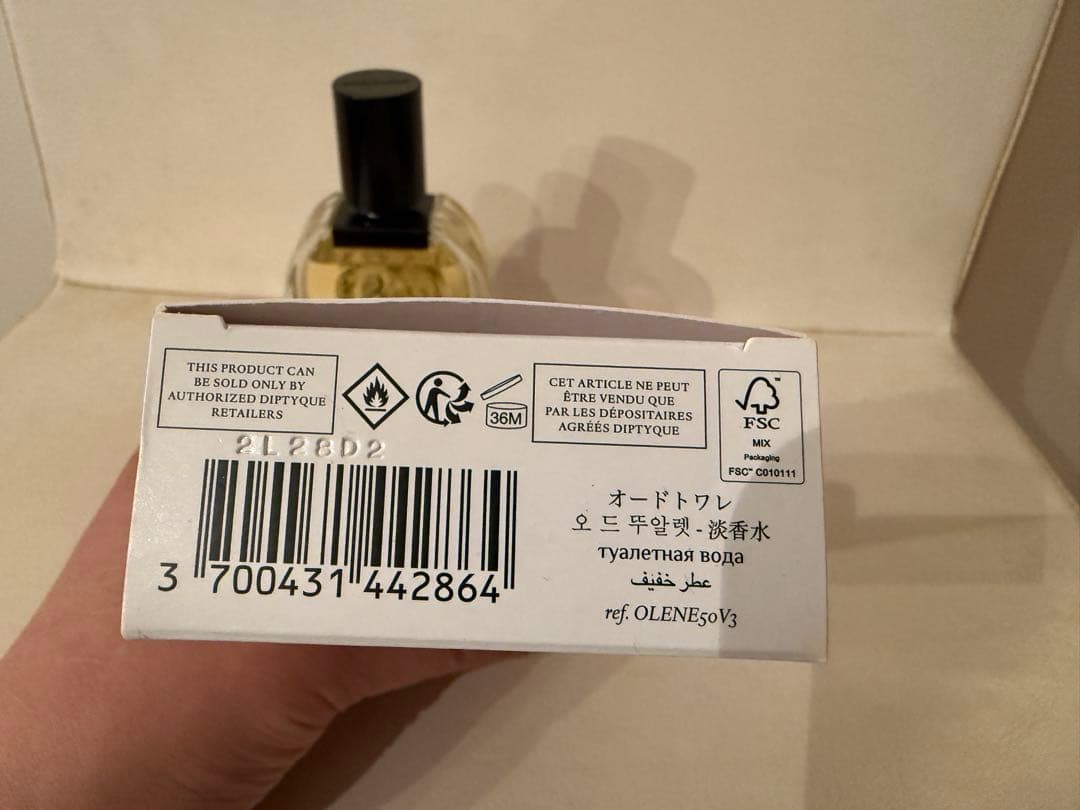 THIS PRODUCT CAN
BE SOLD ONLY BY
AUTHORIZED DIPTYQUE
RETAILERS
36M
CET ARTICLE NE PEUT
ÊTRE VENDU QUE
PAR LES DÉPOSITAIRES
AGRÉÉS DIPTYQUE
FSC™
MIX
Packaging
FSC™ C010111
2L28D2
3 700431 442864
オードトワレ
오 드 뚜알렛 - 淡香水
туалетная вода
عطر خفيف
ref. OLENE50V3